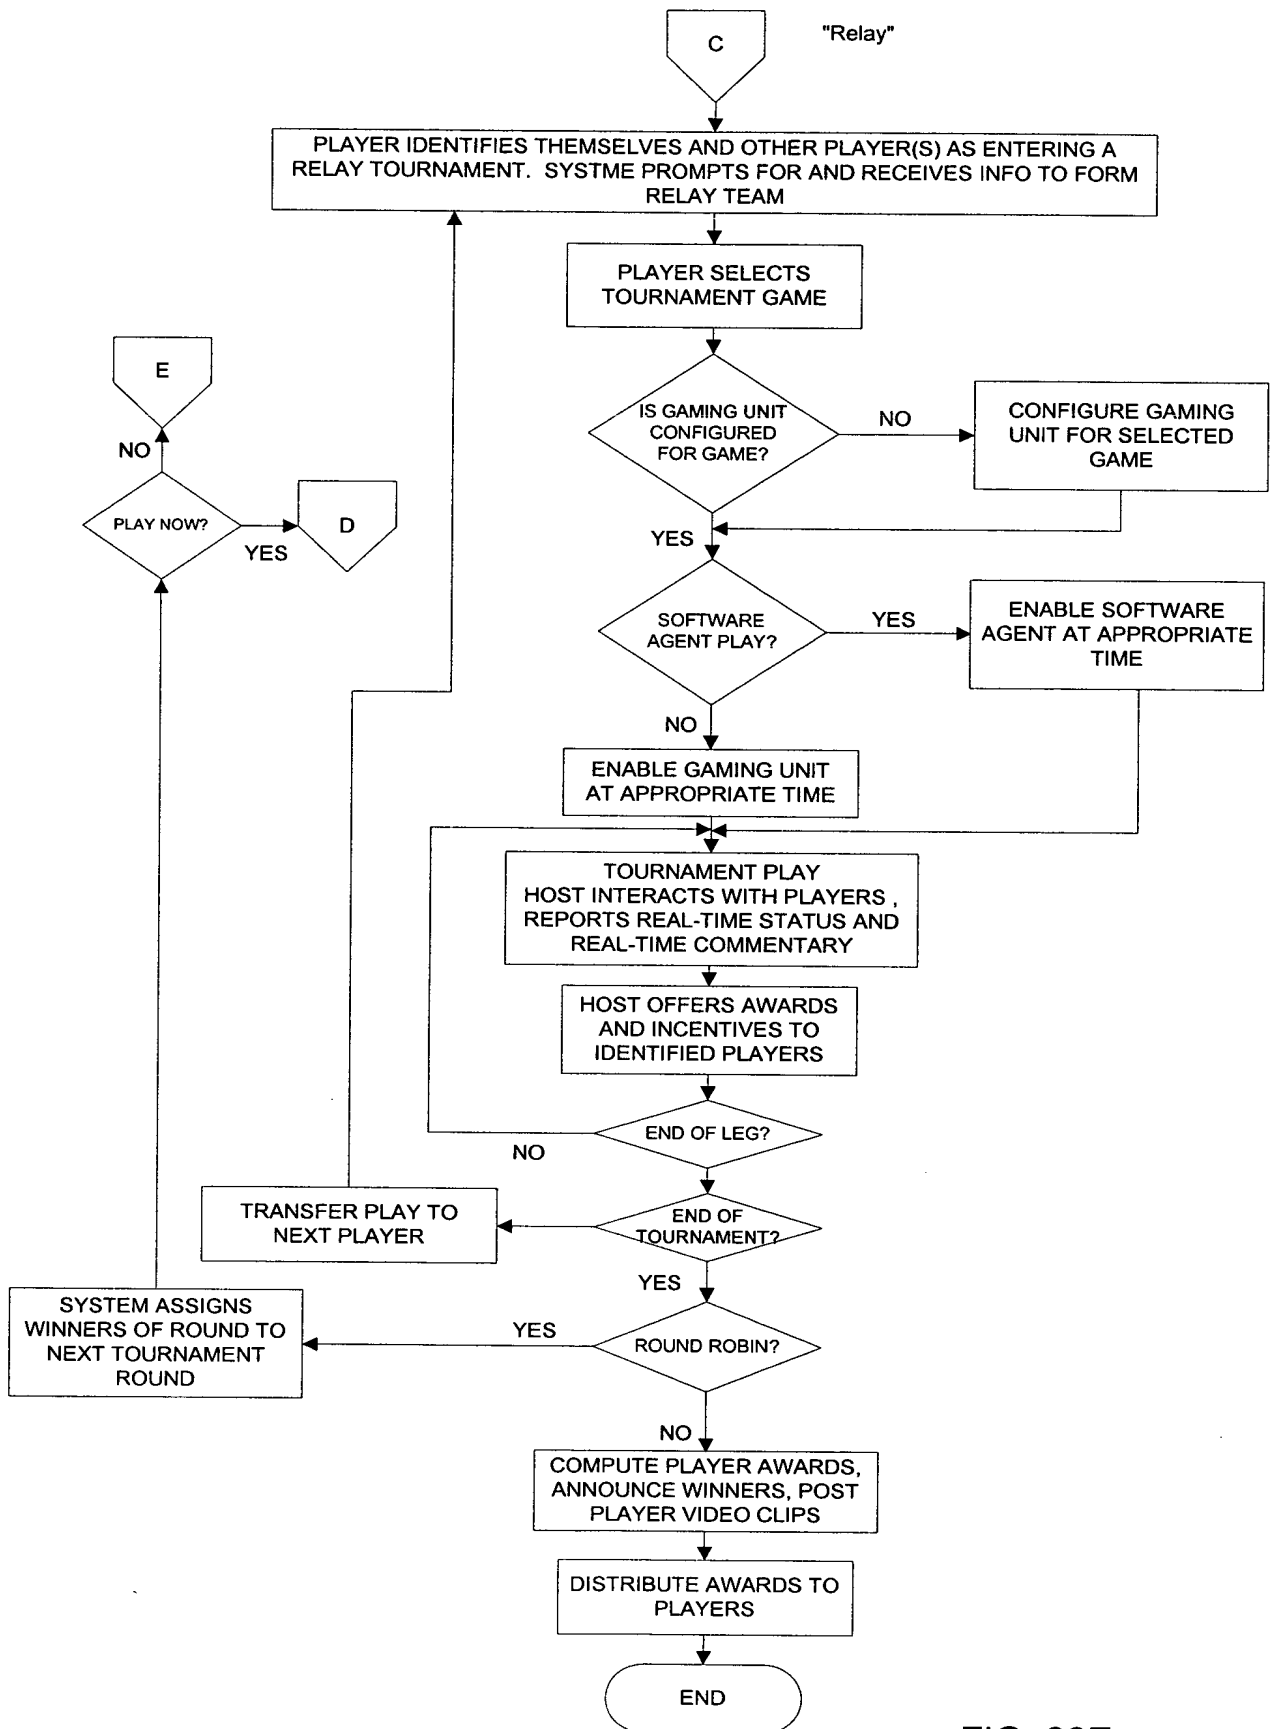 C
"Relay"
PLAYER IDENTIFIES THEMSELVES AND OTHER PLAYER(S) AS ENTERING A
RELAY TOURNAMENT. SYSTME PROMPTS FOR AND RECEIVES INFO TO FORM
RELAY TEAM
PLAYER SELECTS
TOURNAMENT GAME
E
NO
PLAY NOW?
YES
D
IS GAMING UNIT
CONFIGURED
FOR GAME?
NO
CONFIGURE GAMING
UNIT FOR SELECTED
GAME
YES
SOFTWARE
AGENT PLAY?
YES
ENABLE SOFTWARE
AGENT AT APPROPRIATE
TIME
NO
ENABLE GAMING UNIT
AT APPROPRIATE TIME
TOURNAMENT PLAY
HOST INTERACTS WITH PLAYERS ,
REPORTS REAL-TIME STATUS AND
REAL-TIME COMMENTARY
HOST OFFERS AWARDS
AND INCENTIVES TO
IDENTIFIED PLAYERS
END OF LEG?
NO
END OF
TOURNAMENT?
TRANSFER PLAY TO
NEXT PLAYER
YES
ROUND ROBIN?
YES
SYSTEM ASSIGNS
WINNERS OF ROUND TO
NEXT TOURNAMENT
ROUND
NO
COMPUTE PLAYER AWARDS,
ANNOUNCE WINNERS, POST
PLAYER VIDEO CLIPS
DISTRIBUTE AWARDS TO
PLAYERS
END